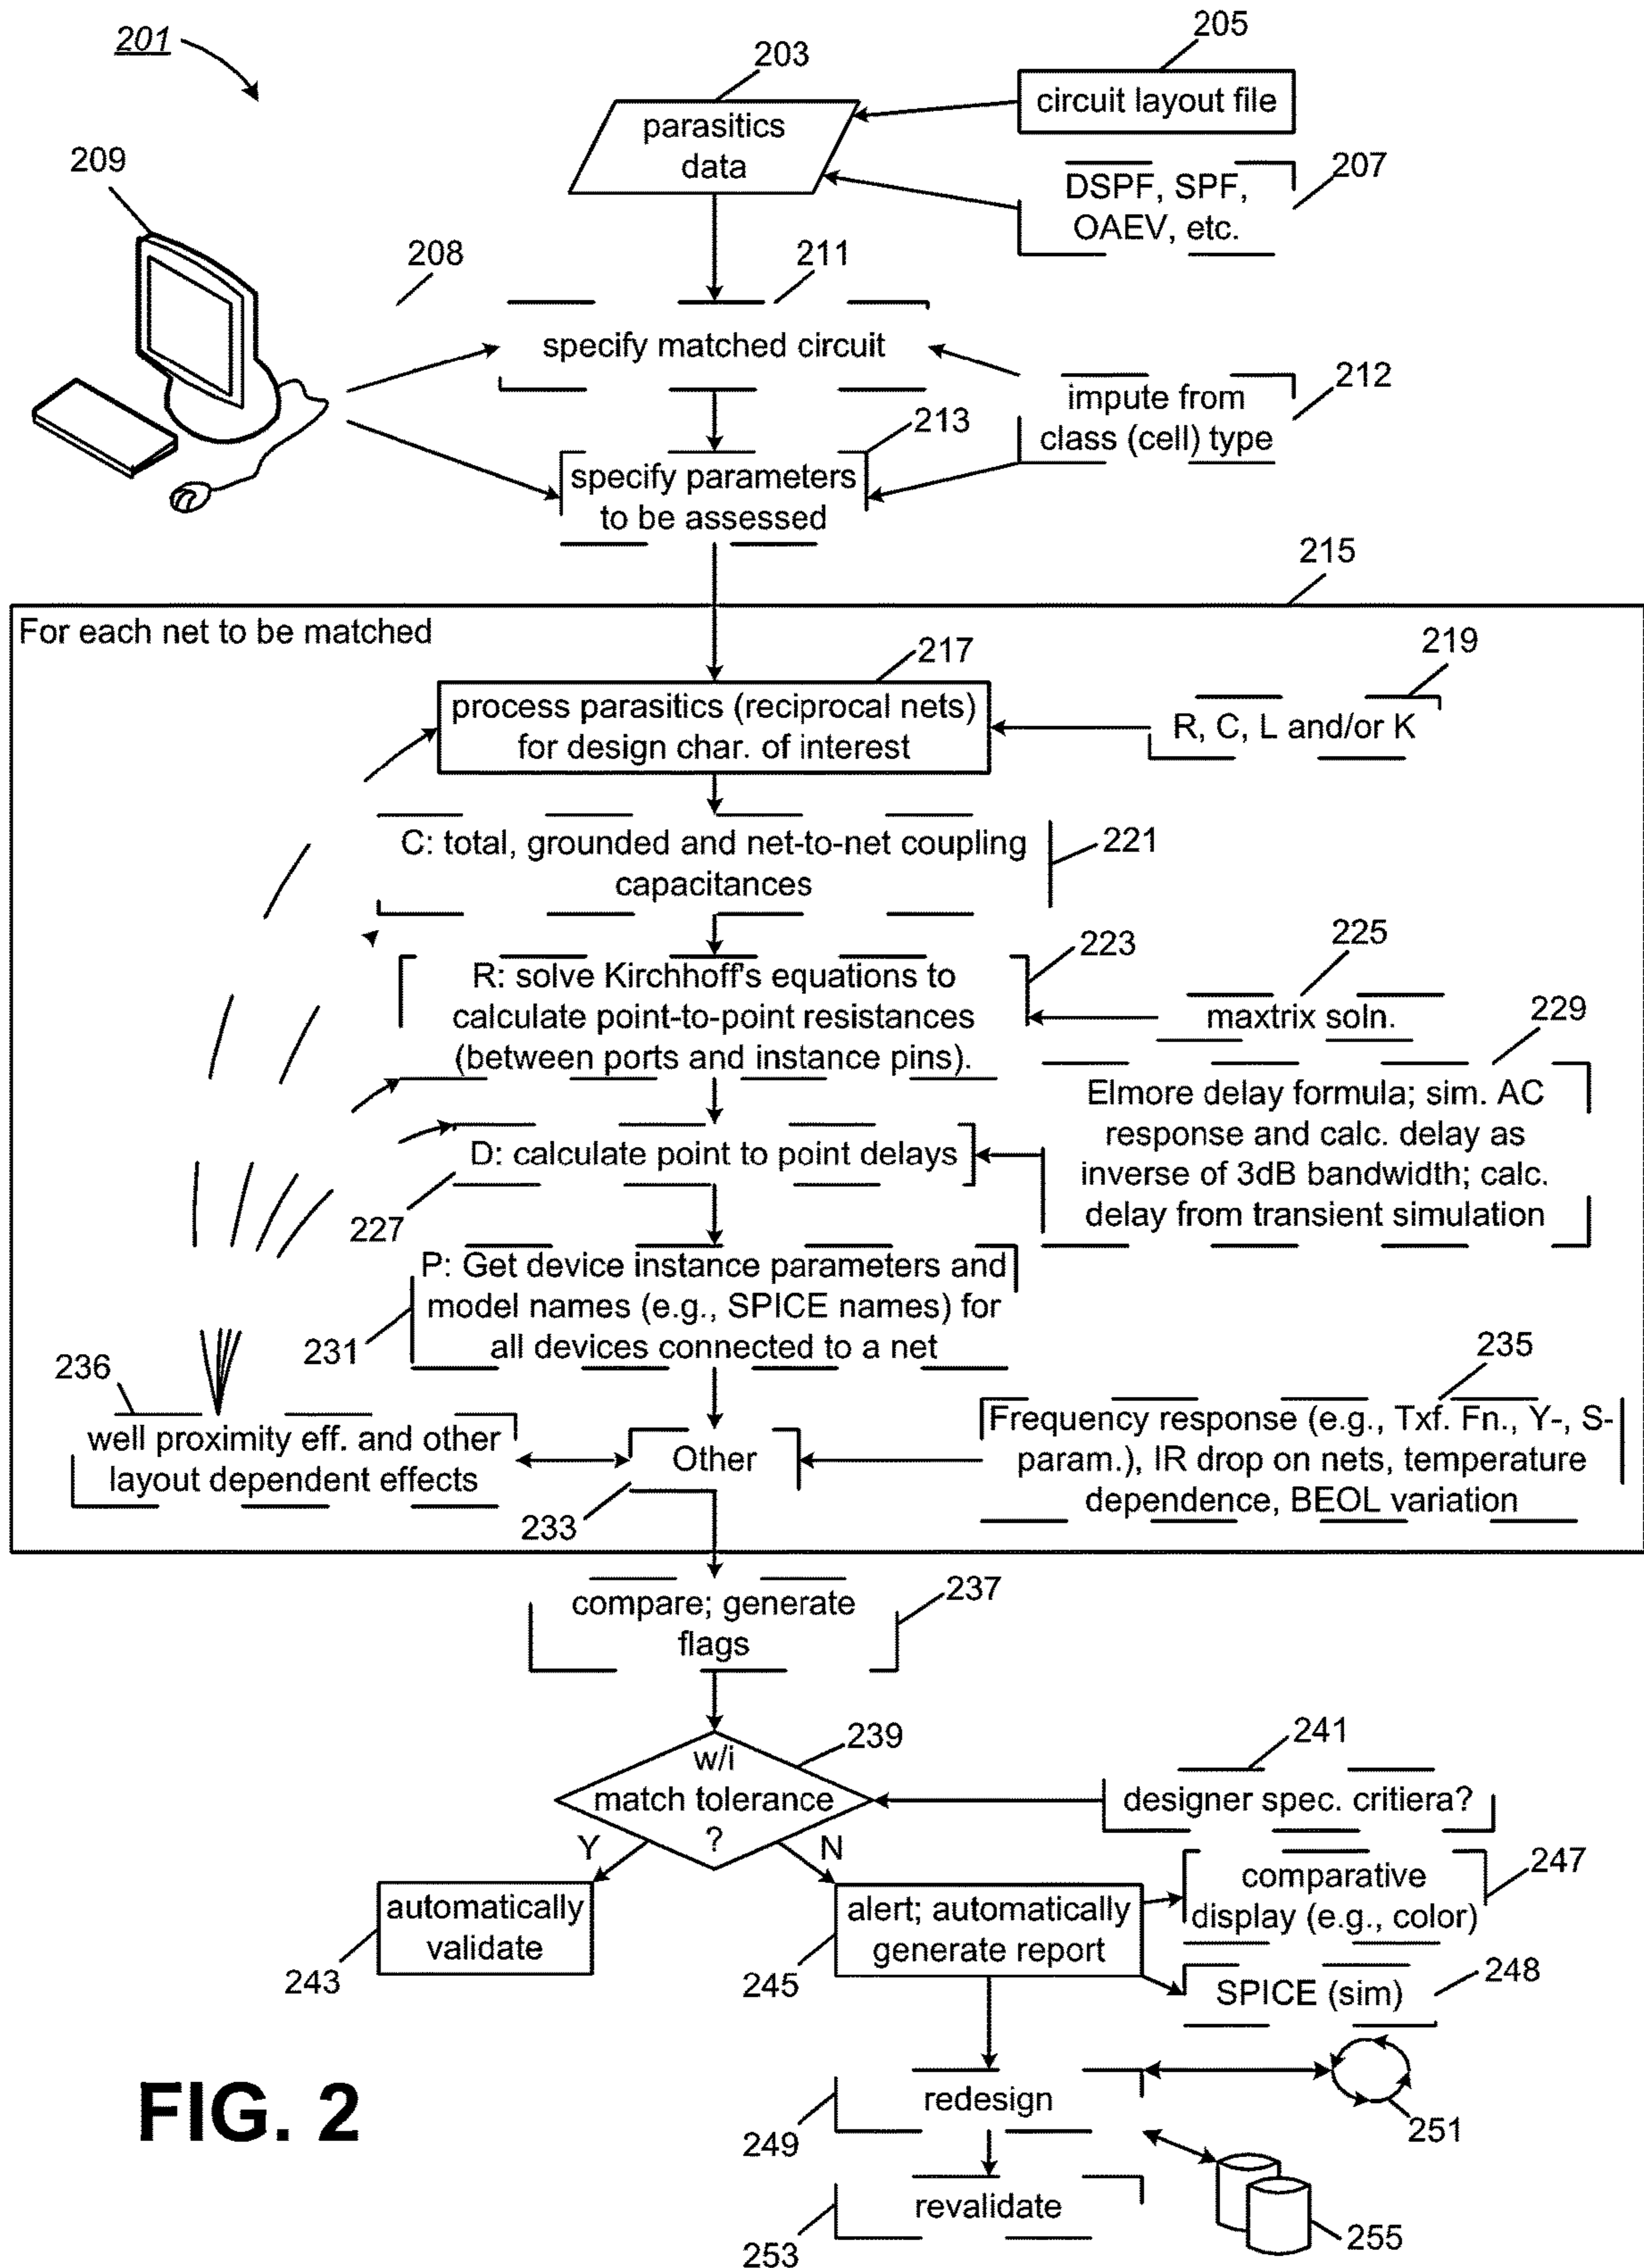 201
203
205
parasitics
data
circuit layout file
209
DSPF, SPF,
OAEV, etc.
207
208
211
specify matched circuit
212
impute from
class (cell) type
213
specify parameters
to be assessed
215
For each net to be matched
217
219
process parasitics (reciprocal nets)
for design char. of interest
R, C, L and/or K
C: total, grounded and net-to-net coupling
capacitances
221
223
225
R: solve Kirchhoff's equations to
calculate point-to-point resistances
(between ports and instance pins).
maxtrix soln.
229
Elmore delay formula; sim. AC
response and calc. delay as
inverse of 3dB bandwidth; calc.
delay from transient simulation
D: calculate point to point delays
227
P: Get device instance parameters and
model names (e.g., SPICE names) for
all devices connected to a net
231
236
235
well proximity eff. and other
layout dependent effects
Other
Frequency response (e.g., Txf. Fn., Y-, S-
param.), IR drop on nets, temperature
dependence, BEOL variation
233
compare; generate
flags
237
239
w/i
match tolerance
?
241
designer spec. critiera?
Y
N
automatically
validate
243
alert; automatically
generate report
245
comparative
display (e.g., color)
247
SPICE (sim)
248
redesign
249
251
revalidate
253
255
FIG. 2